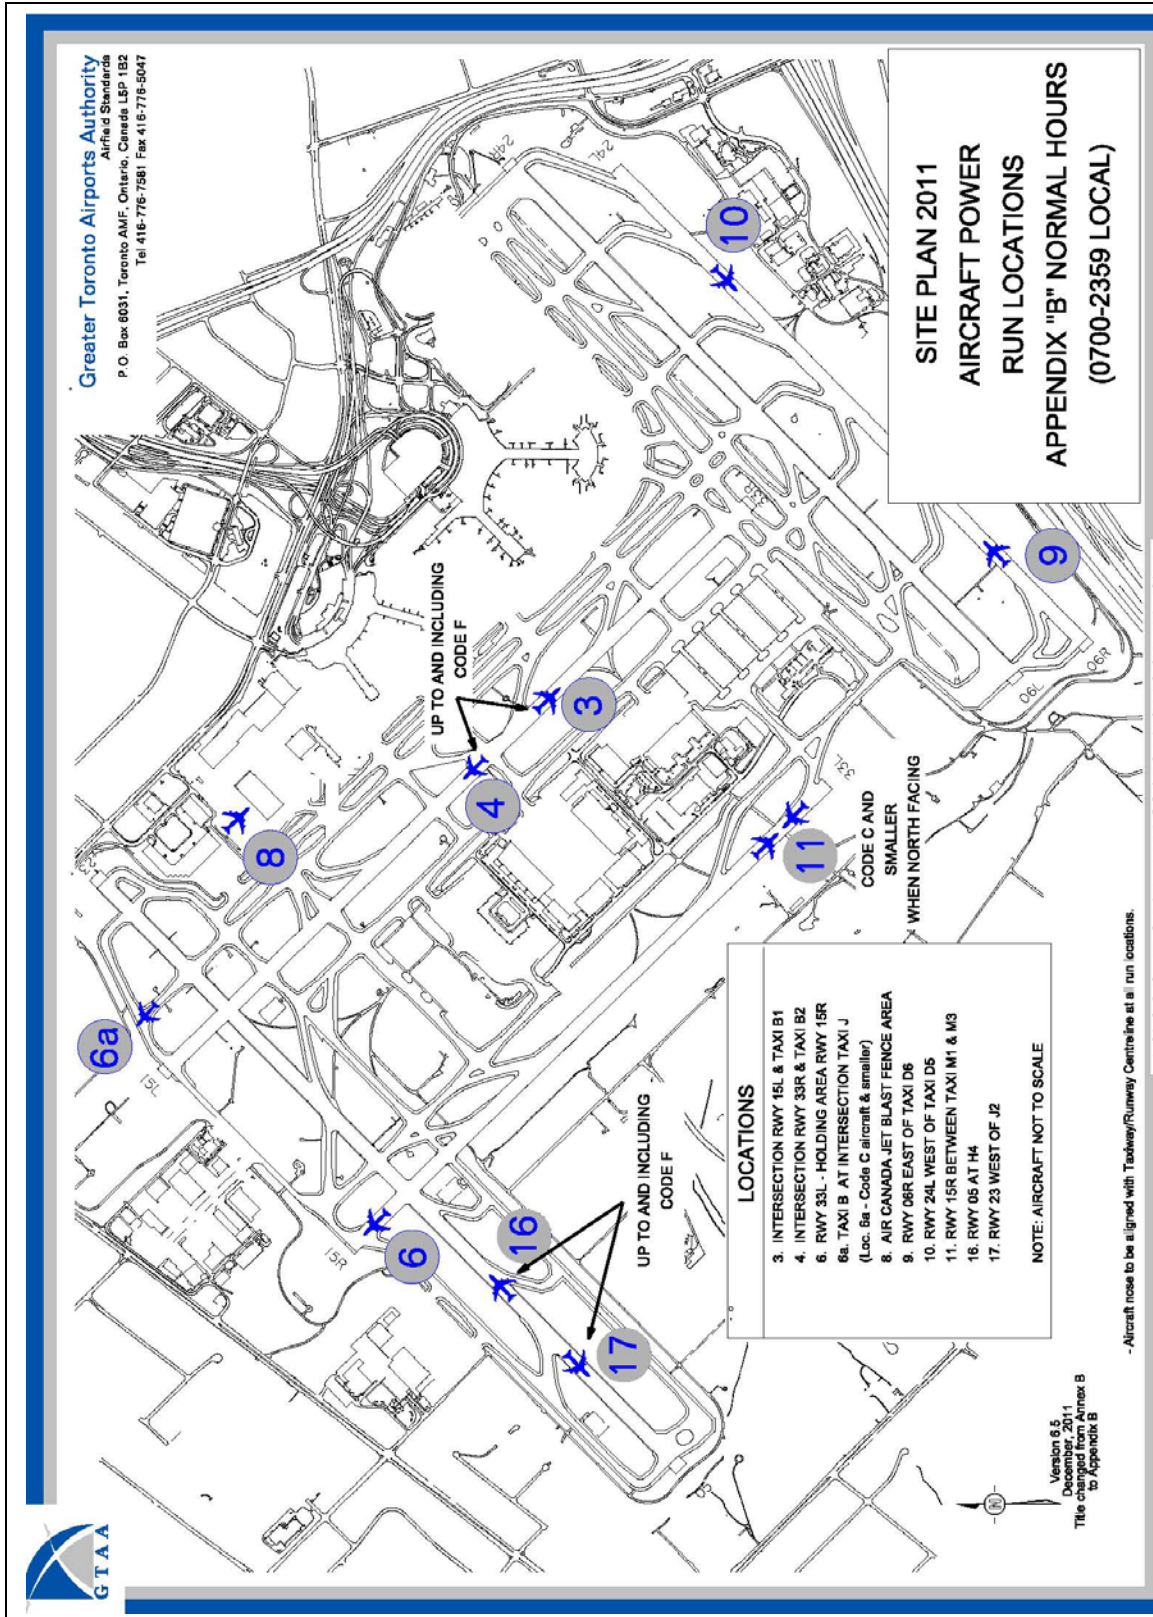 GTAA
Greater Toronto Airports Authority
Airfield Standards
P.O. Box 6031, Toronto AMF, Ontario, Canada L5P 1B2
Tel 416-776-7581 Fax 416-776-5047
6a
15L
8
UP TO AND INCLUDING
CODE F
4
3
24R
24L
10
15R
6
16
17
UP TO AND INCLUDING
CODE F
33R
33L
11
CODE C AND
SMALLER
WHEN NORTH FACING
06L
06R
9
LOCATIONS
3. INTERSECTION RWY 15L & TAXI B1
4. INTERSECTION RWY 33R & TAXI B2
6. RWY 33L - HOLDING AREA RWY 15R
6a. TAXI B AT INTERSECTION TAXI J
(Loc. 6a - Code C aircraft & smaller)
8. AIR CANADA JET BLAST FENCE AREA
9. RWY 06R EAST OF TAXI D6
10. RWY 24L WEST OF TAXI D5
11. RWY 15R BETWEEN TAXI M1 & M3
16. RWY 05 AT H4
17. RWY 23 WEST OF J2
NOTE: AIRCRAFT NOT TO SCALE
SITE PLAN 2011
AIRCRAFT POWER
RUN LOCATIONS
APPENDIX "B" NORMAL HOURS
(0700-2359 LOCAL)
N
Version 6.5
December, 2011
Title changed from Annex B
to Appendix B
- Aircraft nose to be aligned with Taxiway/Runway Centreline at all run locations.